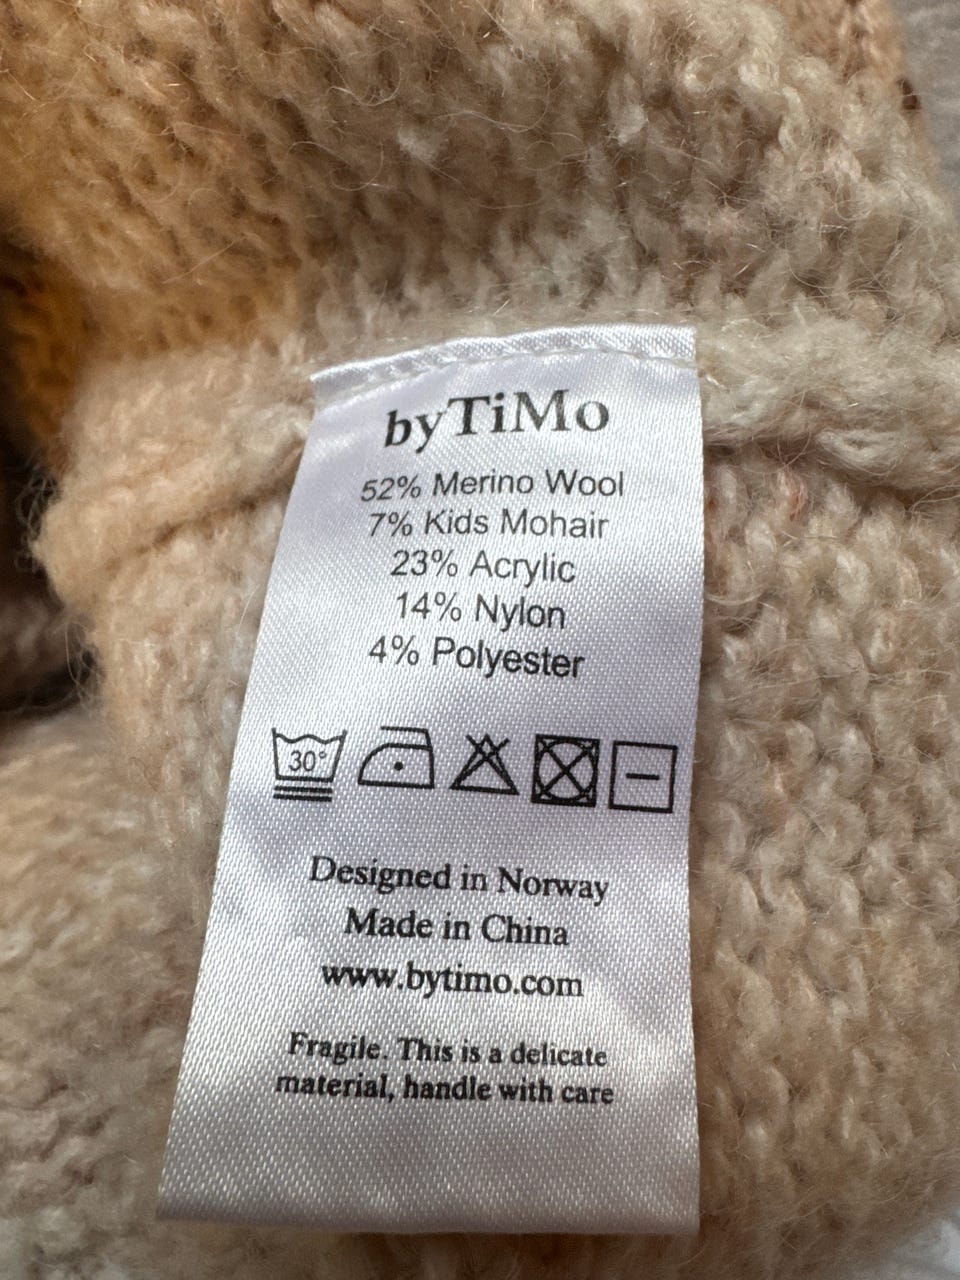 byTiMo
52% Merino Wool
7% Kids Mohair
23% Acrylic
14% Nylon
4% Polyester
30°
Designed in Norway
Made in China
www.bytimo.com
Fragile. This is a delicate
material, handle with care